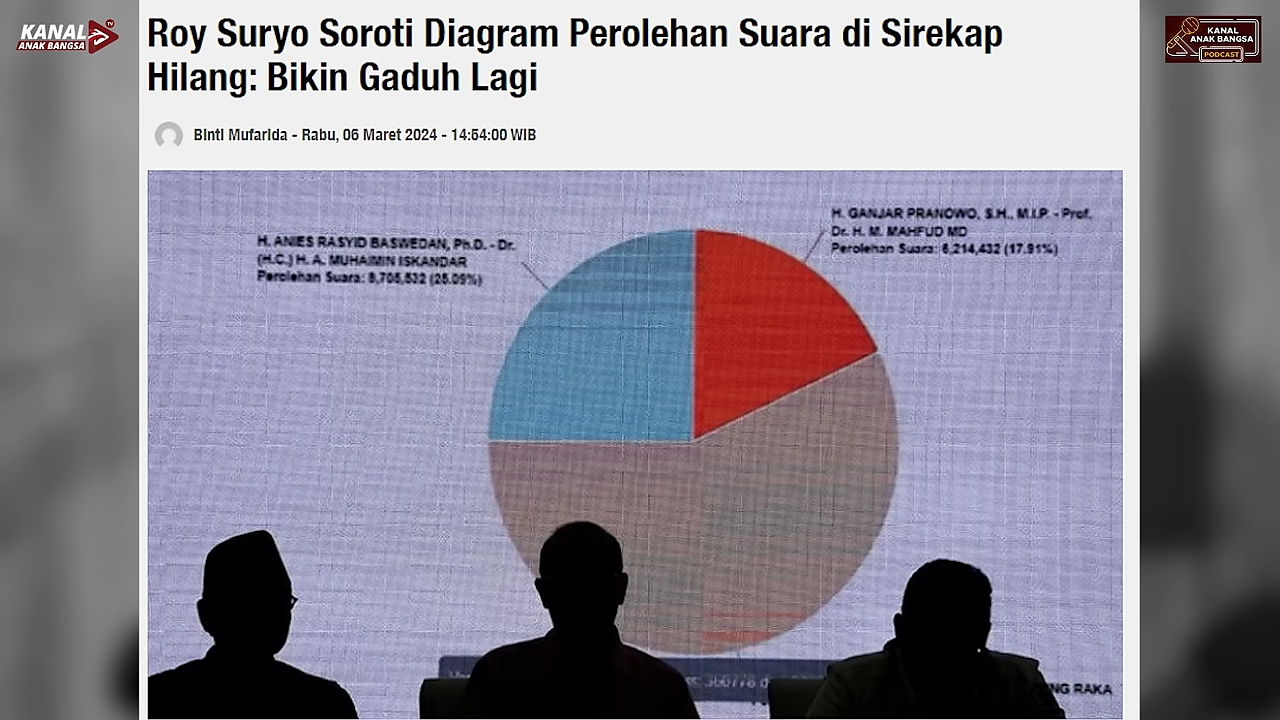 KANAL TV
ANAK BANGSA
KANAL
ANAK BANGSA
PODCAST
Roy Suryo Soroti Diagram Perolehan Suara di Sirekap
Hilang: Bikin Gaduh Lagi
Binti Mufarida - Rabu, 06 Maret 2024 - 14:54:00 WIB
H. GANJAR PRANOWO, S.H., M.I.P. - Prof.
Dr. H. M. MAHFUD MD
Perolehan Suara: 6,214,432 (17.91%)
H. ANIES RASYID BASWEDAN, Ph.D. - Dr.
(H.C.) H. A. MUHAIMIN ISKANDAR
Perolehan Suara: 8,705,532 (25.09%)
RAKA